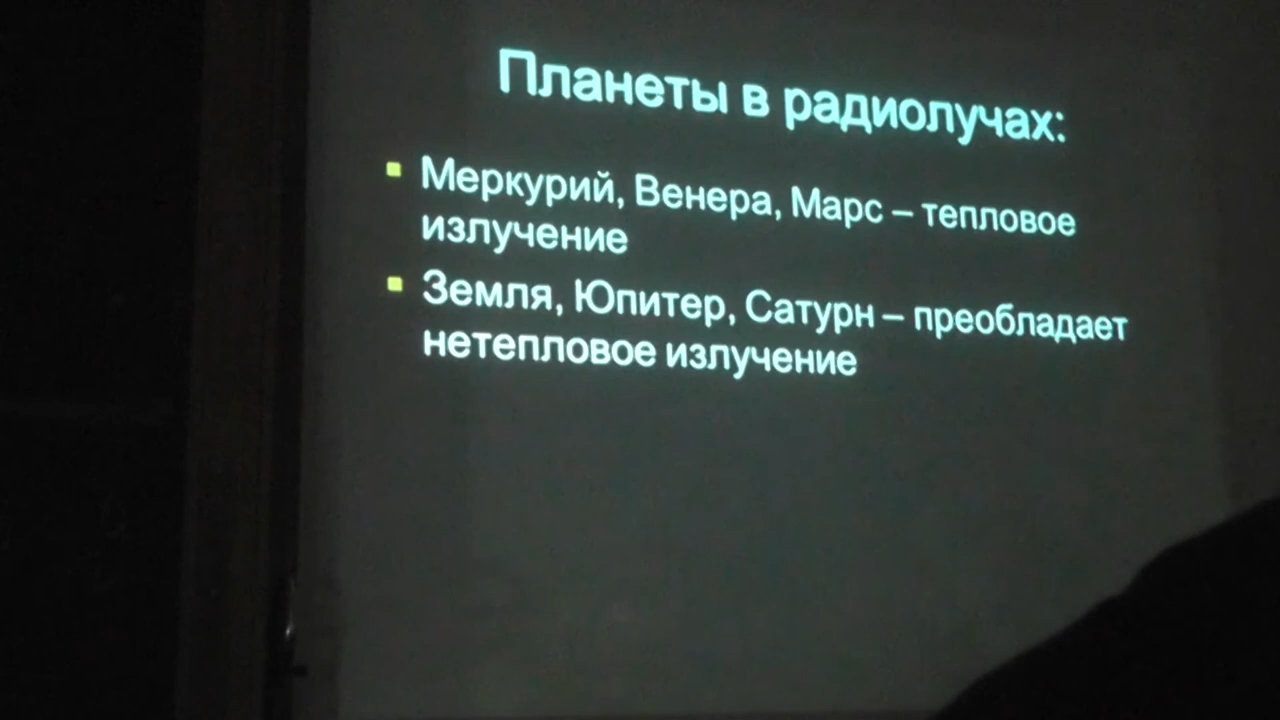 Планеты в радиолучах:
Меркурий, Венера, Марс – тепловое
излучение
Земля, Юпитер, Сатурн – преобладает
нетепловое излучение